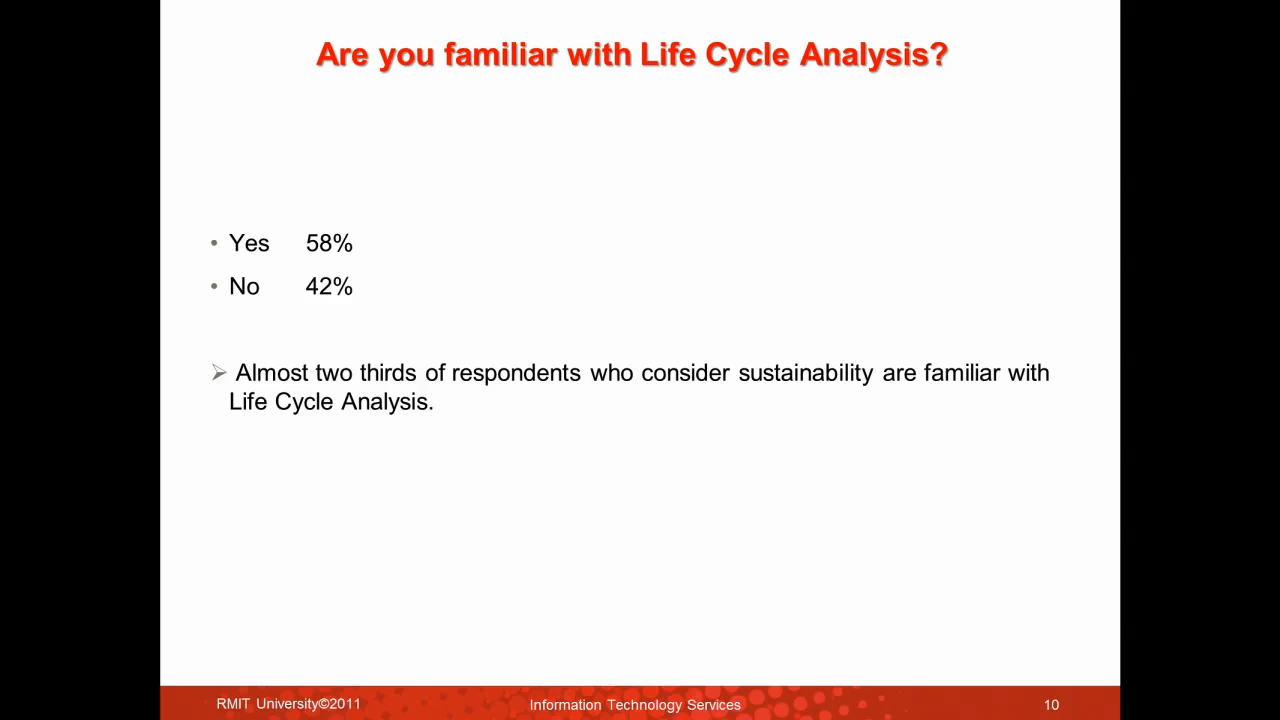 Are you familiar with Life Cycle Analysis?
• Yes 58%
• No 42%
➢ Almost two thirds of respondents who consider sustainability are familiar with
Life Cycle Analysis.
RMIT University©2011 Information Technology Services 10